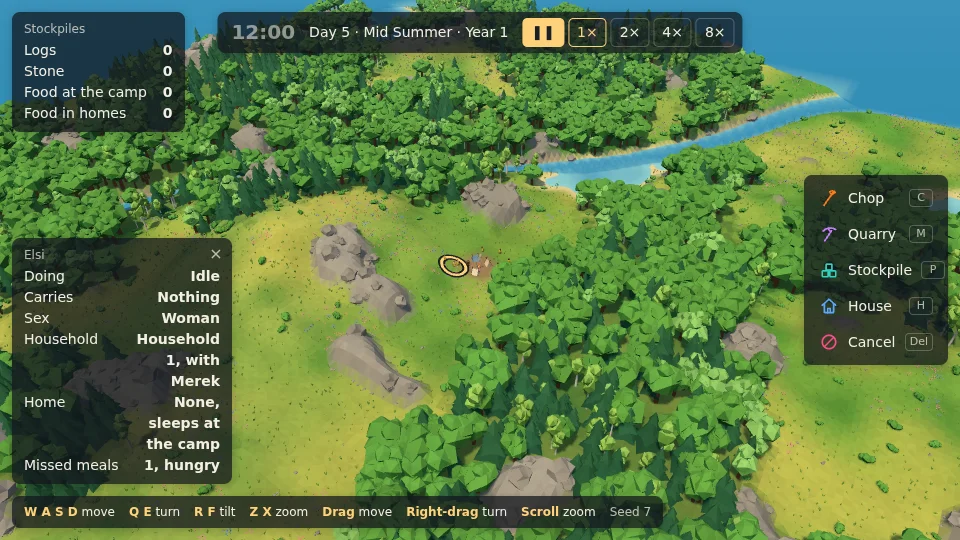 Stockpiles
Logs 0
Stone 0
Food at the camp 0
Food in homes 0
12:00 Day 5 · Mid Summer · Year 1 1× 2× 4× 8×
Chop C
Quarry M
Stockpile P
House H
Cancel Del
Elsi ×
Doing Idle
Carries Nothing
Sex Woman
Household Household
1, with
Merek
Home None,
sleeps at
the camp
Missed meals 1, hungry
W A S D move Q E turn R F tilt Z X zoom Drag move Right-drag turn Scroll zoom Seed 7